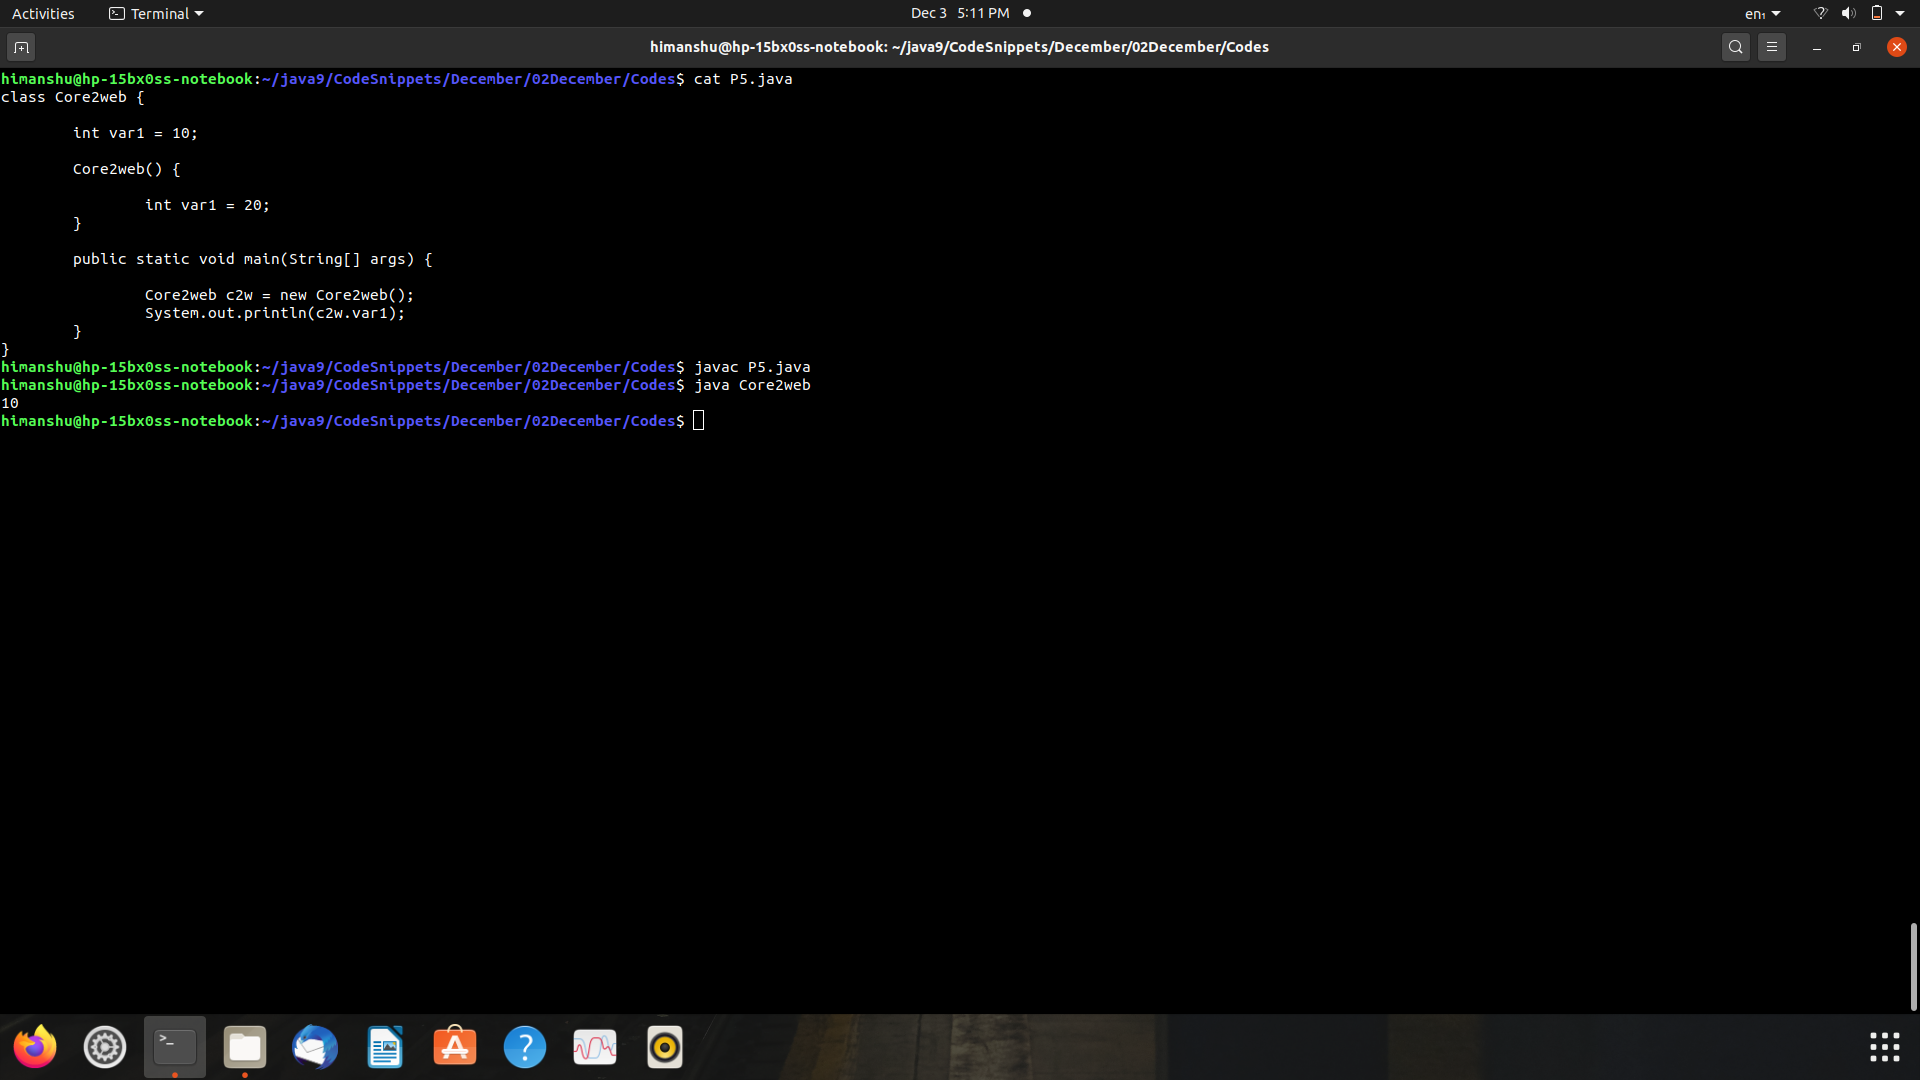 Activities
Terminal
Dec 3 5:11 PM
en₁
himanshu@hp-15bx0ss-notebook: ~/java9/CodeSnippets/December/02December/Codes
himanshu@hp-15bx0ss-notebook:~/java9/CodeSnippets/December/02December/Codes$ cat P5.java
class Core2web {
int var1 = 10;
Core2web() {
int var1 = 20;
}
public static void main(String[] args) {
Core2web c2w = new Core2web();
System.out.println(c2w.var1);
}
}
himanshu@hp-15bx0ss-notebook:~/java9/CodeSnippets/December/02December/Codes$ javac P5.java
himanshu@hp-15bx0ss-notebook:~/java9/CodeSnippets/December/02December/Codes$ java Core2web
10
himanshu@hp-15bx0ss-notebook:~/java9/CodeSnippets/December/02December/Codes$